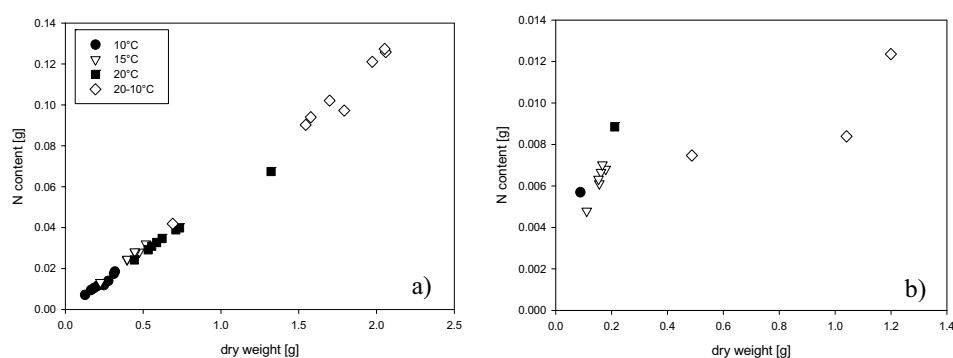 0.14
0.12
0.10
0.08
0.06
0.04
0.02
0.00
N content [g]
10°C
15°C
20°C
20-10°C
a)
0.0 0.5 1.0 1.5 2.0 2.5
dry weight [g]
0.014
0.012
0.010
0.008
0.006
0.004
0.002
0.000
N content [g]
b)
0.0 0.2 0.4 0.6 0.8 1.0 1.2 1.4
dry weight [g]